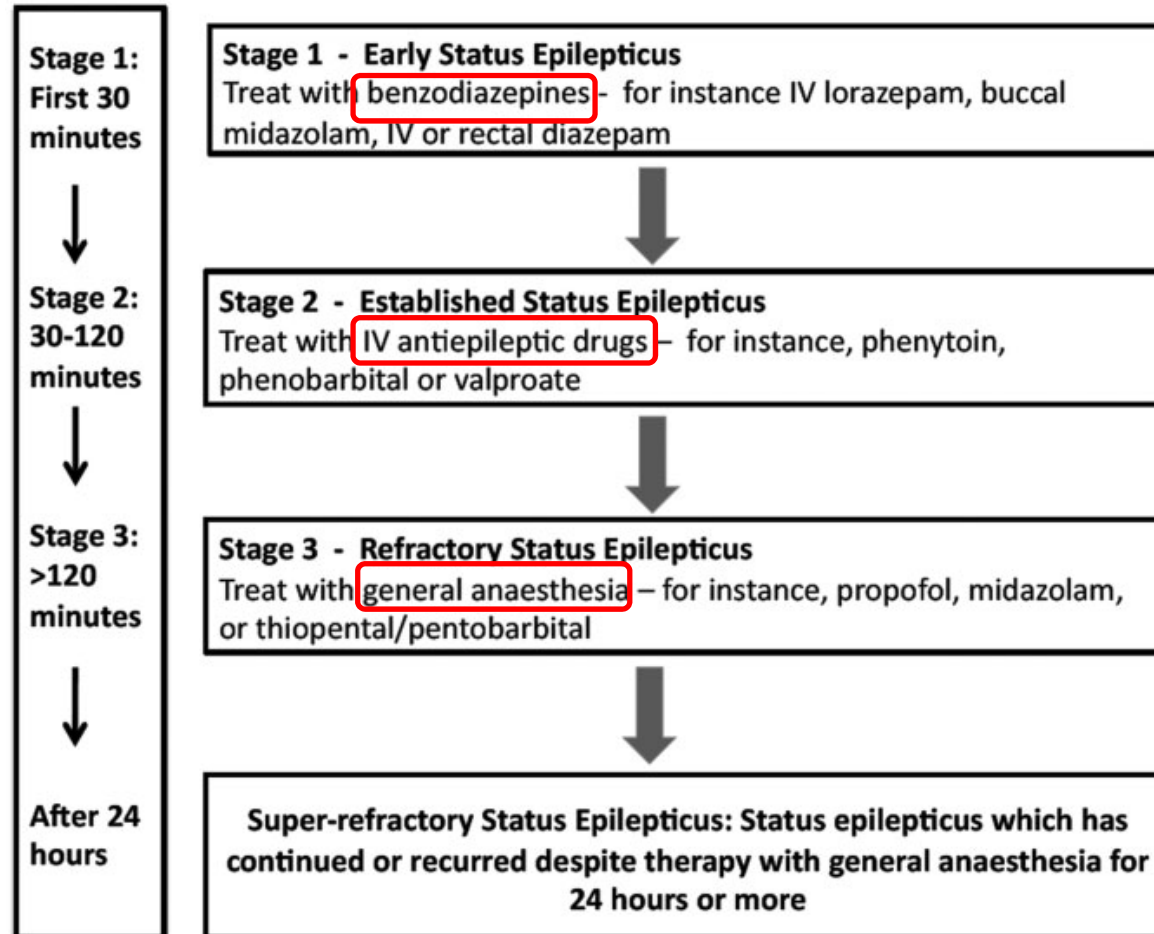 Stage 1:
First 30
minutes
Stage 2:
30-120
minutes
Stage 3:
>120
minutes
After 24
hours
Stage 1 - Early Status Epilepticus
Treat with benzodiazepines - for instance IV lorazepam, buccal
midazolam, IV or rectal diazepam
Stage 2 - Established Status Epilepticus
Treat with IV antiepileptic drugs – for instance, phenytoin,
phenobarbital or valproate
Stage 3 - Refractory Status Epilepticus
Treat with general anaesthesia – for instance, propofol, midazolam,
or thiopental/pentobarbital
Super-refractory Status Epilepticus: Status epilepticus which has
continued or recurred despite therapy with general anaesthesia for
24 hours or more